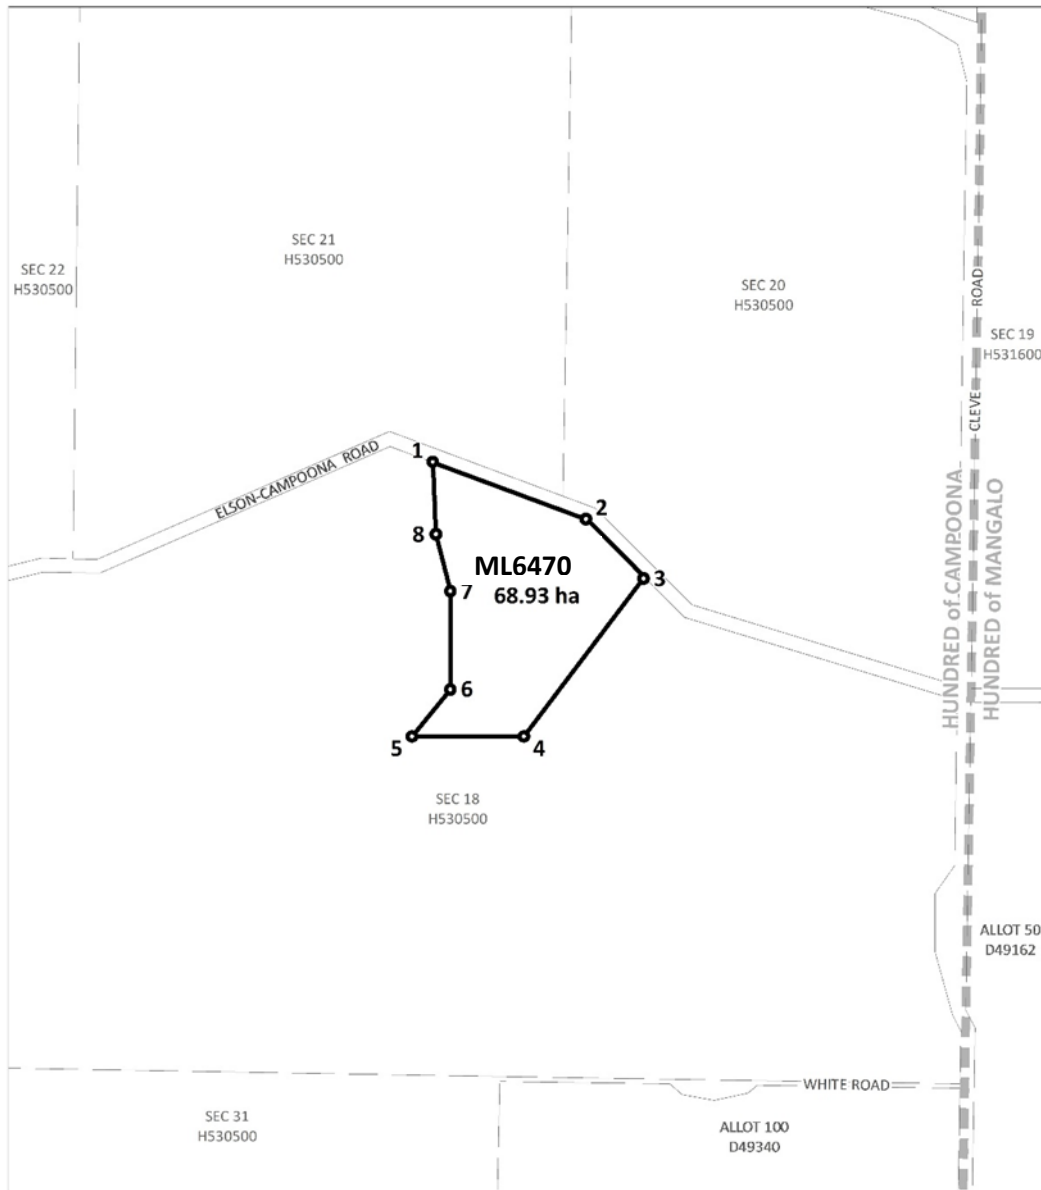 SEC 21
H530500
SEC 22
H530500
SEC 20
H530500
ROAD
SEC 19
H531600
CLEVE
1
ELSON-CAMPOONA ROAD
2
8
ML6470
68.93 ha
3
7
HUNDRED of CAMPOONA
HUNDRED of MANGALO
6
5
4
SEC 18
H530500
ALLOT 50
D49162
WHITE ROAD
SEC 31
H530500
ALLOT 100
D49340